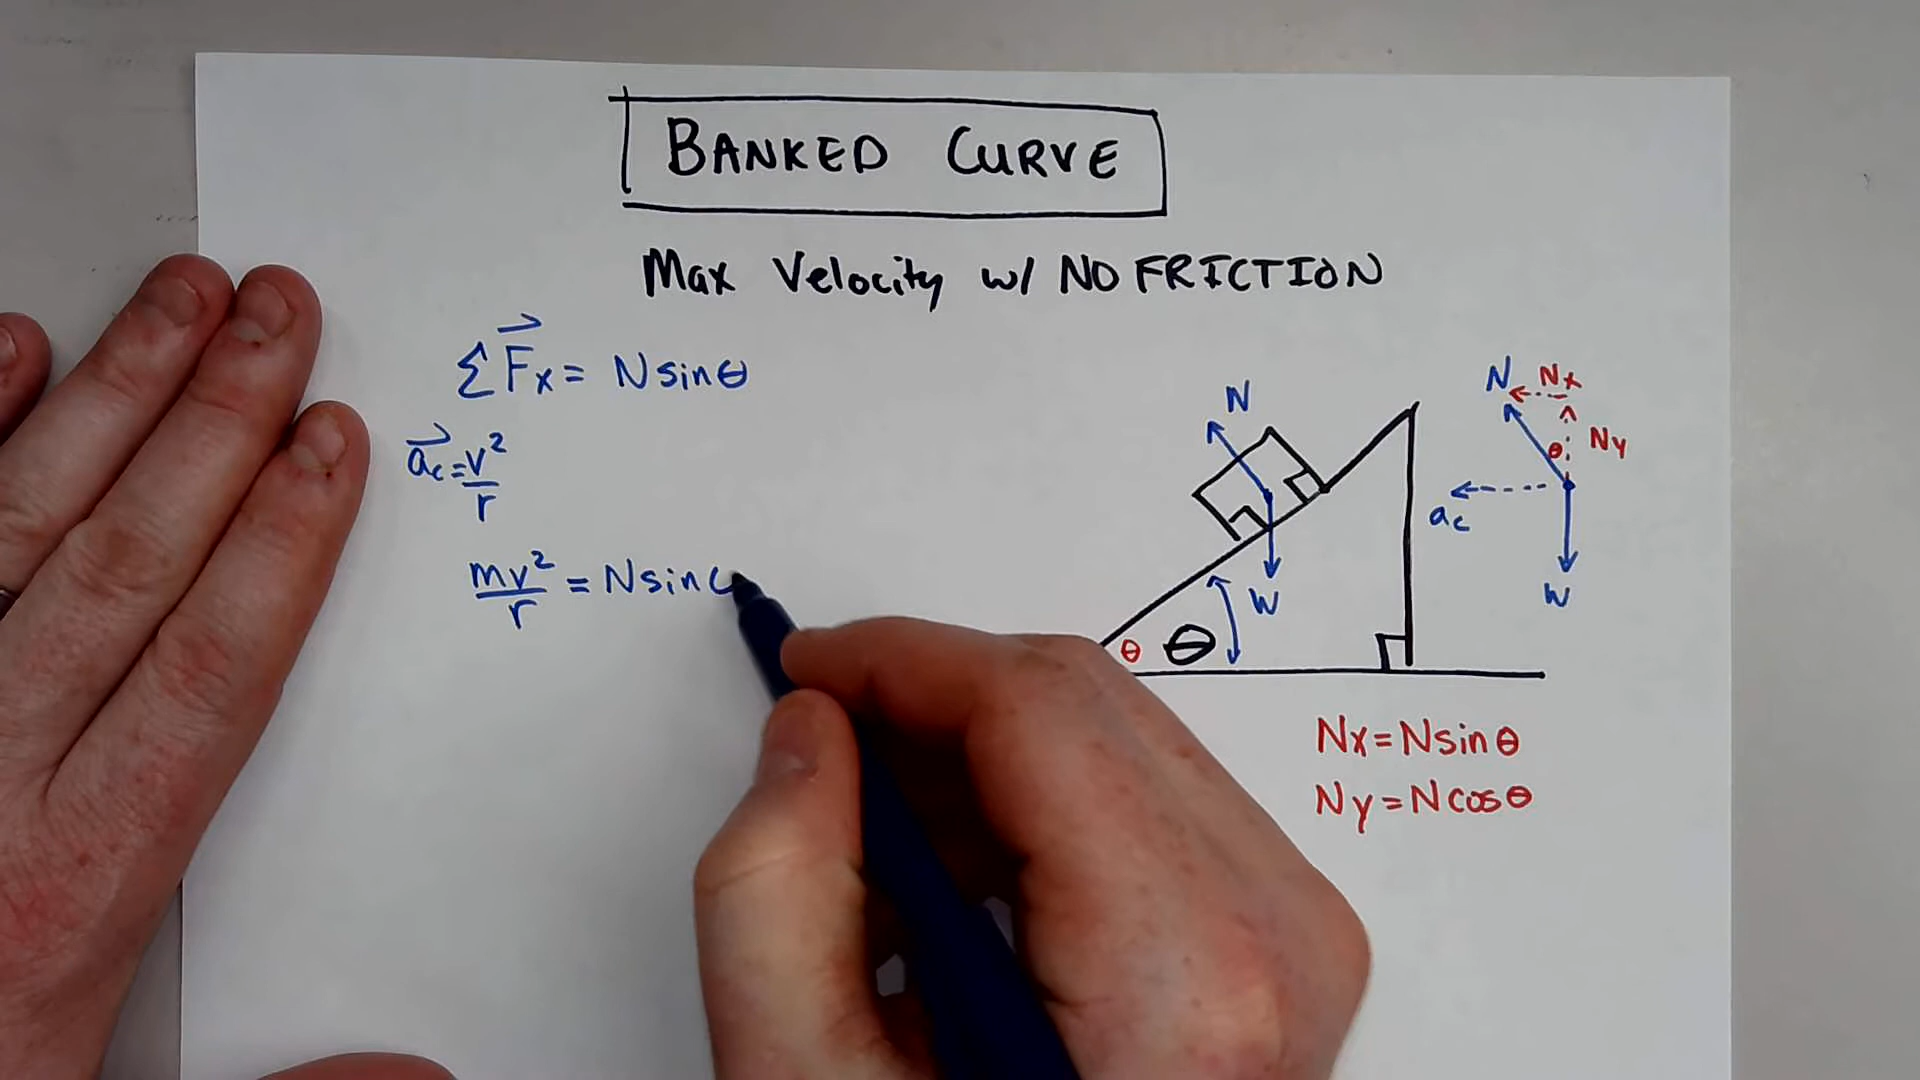 BANKED CURVE
Max Velocity w/ NO FRICTION
ΣF⃗x = Nsinθ
a⃗c = v²/r
mv²/r = Nsin
N
W
θ
θ
N
Nx
Ny
θ
ac
W
Nx = Nsinθ
Ny = Ncosθ